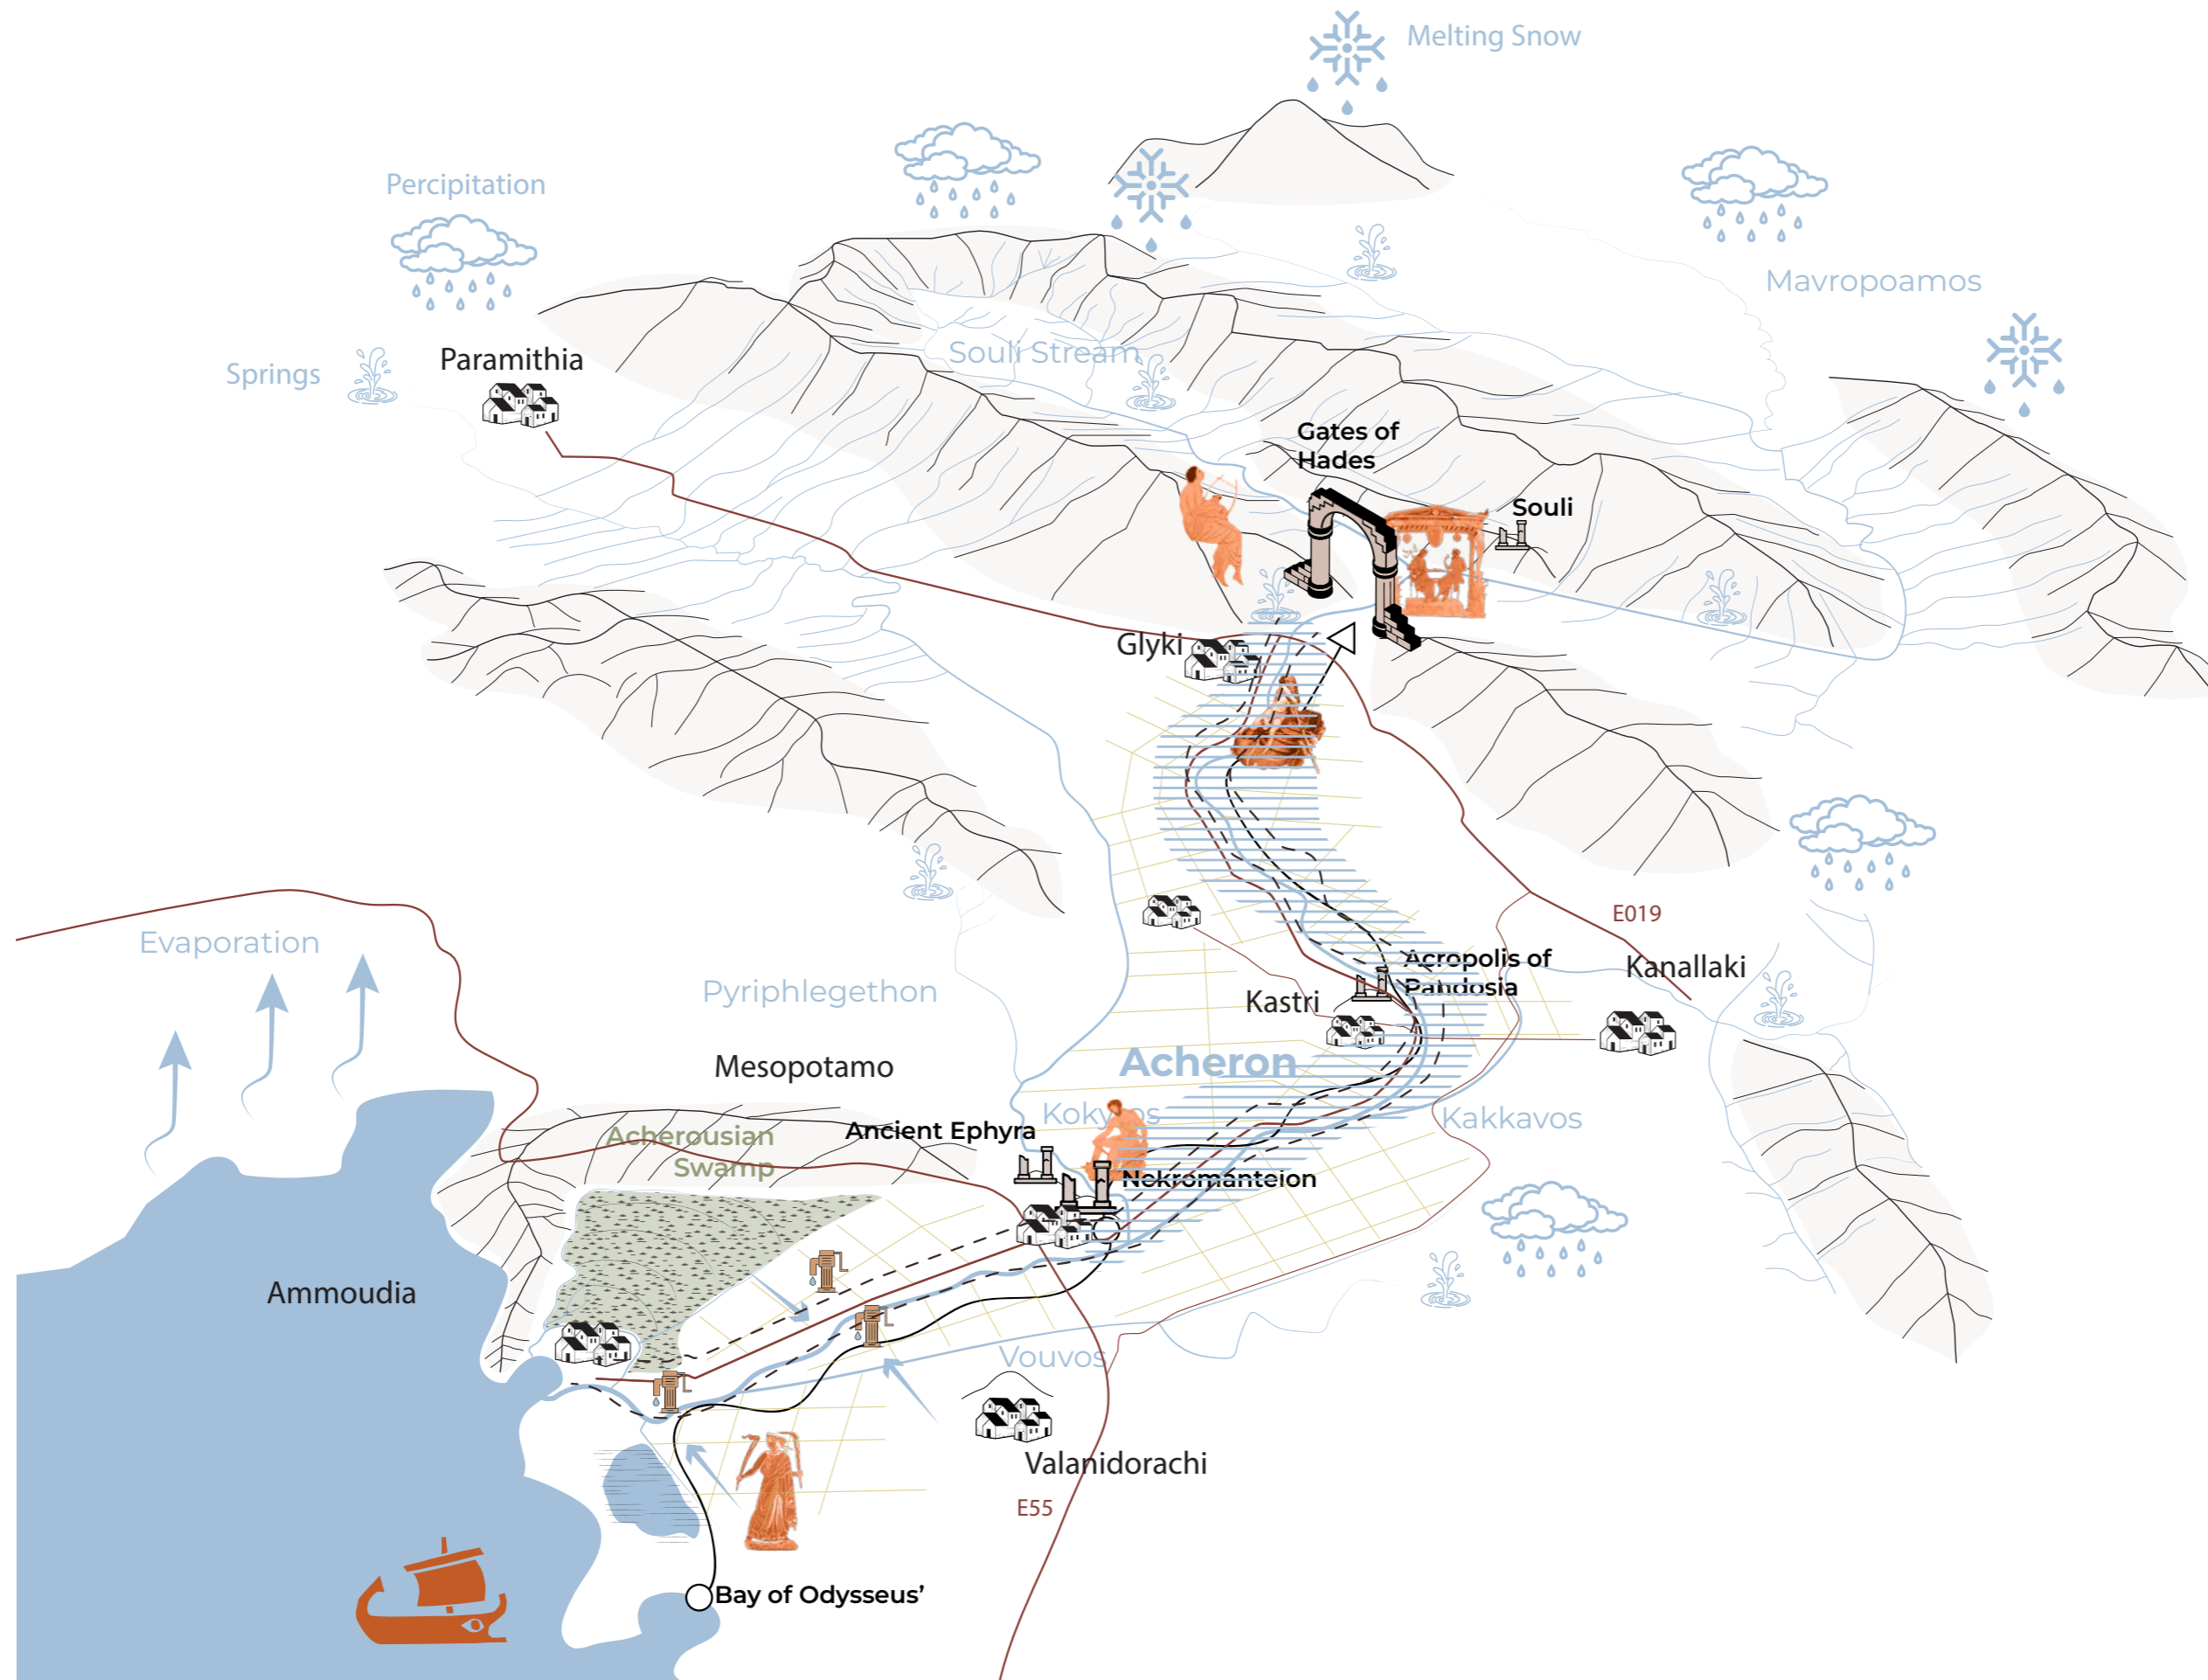 Melting Snow
Percipitation
Mavropoamos
Souli Stream
Paramithia
Springs
Gates of
Hades
Souli
Glyki
E019
Evaporation
Acropolis of
Pandosia
Kanallaki
Pyriphlegethon
Kastri
Mesopotamo
Acheron
Kokytos
Kakkavos
Acherousian
Swamp
Ancient Ephyra
Nekromanteion
Ammoudia
Vouvos
Valanidorachi
E55
Bay of Odysseus’